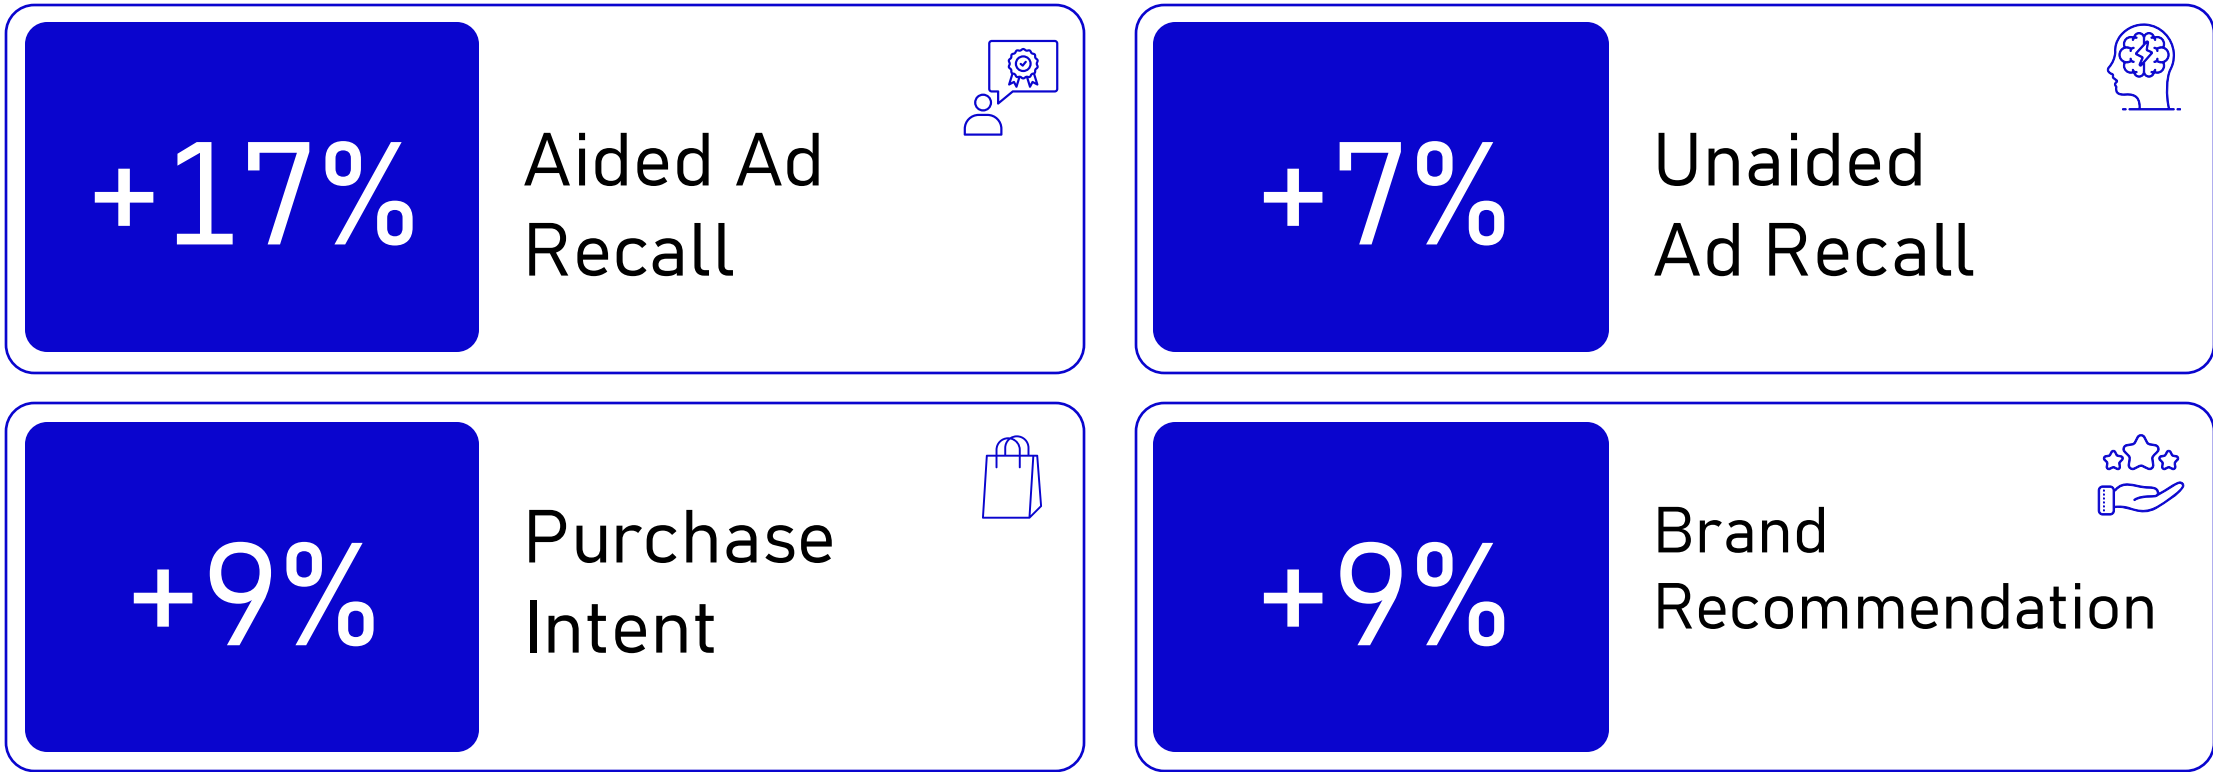 +17%
Aided Ad
Recall
+7%
Unaided
Ad Recall
+9%
Purchase
Intent
+9%
Brand
Recommendation